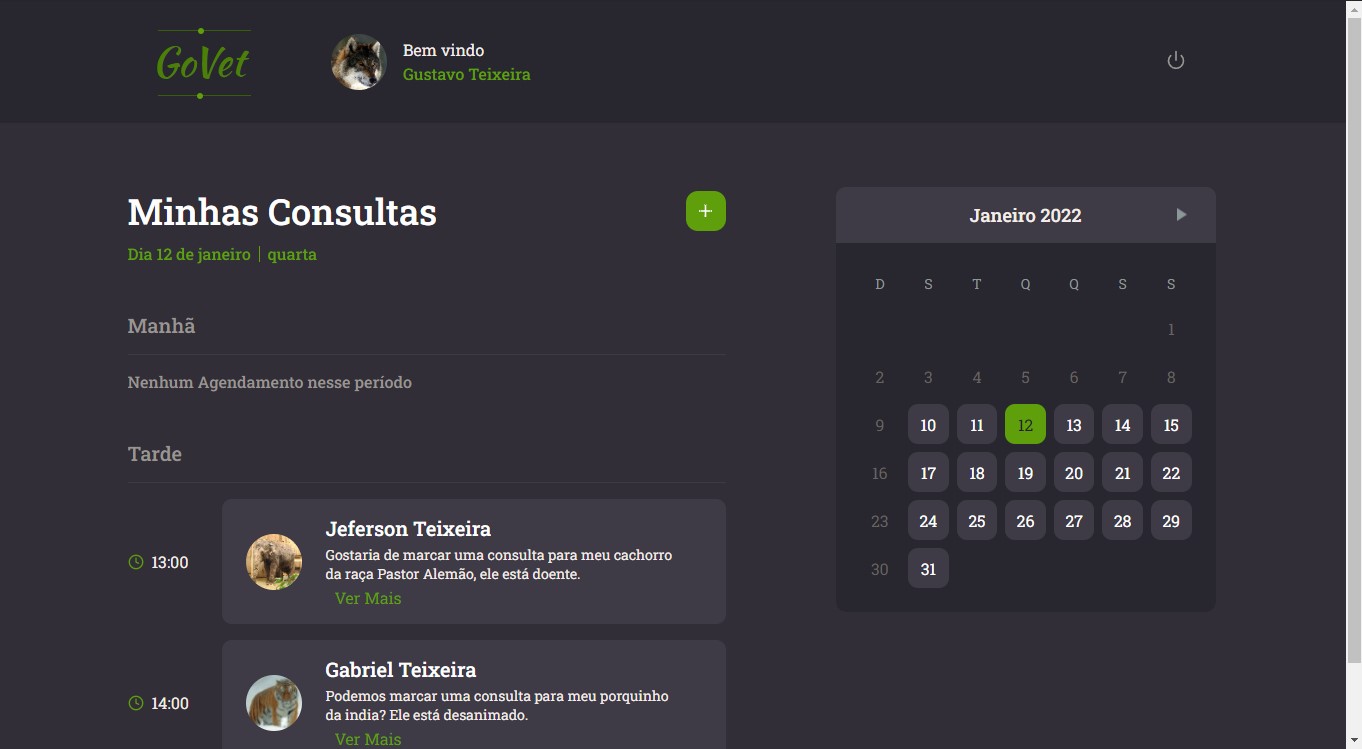 GoVet
Bem vindo
Gustavo Teixeira
Minhas Consultas
+
Dia 12 de janeiro | quarta
Manhã
Nenhum Agendamento nesse período
Tarde
13:00
Jeferson Teixeira
Gostaria de marcar uma consulta para meu cachorro
da raça Pastor Alemão, ele está doente.
Ver Mais
14:00
Gabriel Teixeira
Podemos marcar uma consulta para meu porquinho
da india? Ele está desanimado.
Ver Mais
Janeiro 2022
D S T Q Q S S
1
2 3 4 5 6 7 8
9 10 11 12 13 14 15
16 17 18 19 20 21 22
23 24 25 26 27 28 29
30 31